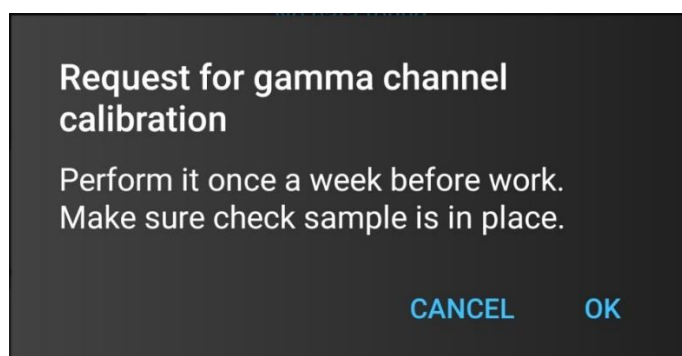 Request for gamma channel
calibration
Perform it once a week before work.
Make sure check sample is in place.
CANCEL
OK